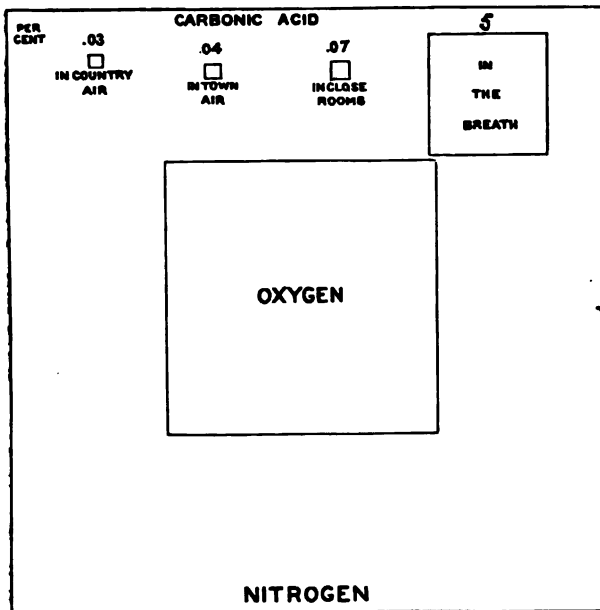 CARBONIC ACID
PER
CENT
.03
IN COUNTRY
AIR
.04
IN TOWN
AIR
.07
IN CLOSE
ROOMS
5
IN
THE
BREATH
OXYGEN
NITROGEN